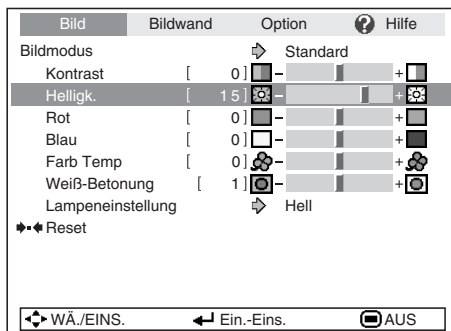 Bild Bildwand Option Hilfe
Bildmodus Standard
Kontrast [ 0] - +
Helligk. [ 15] - +
Rot [ 0] - +
Blau [ 0] - +
Farb Temp [ 0] - +
Weiß-Betonung [ 1] - +
Lampeneinstellung Hell
Reset
WÄ./EINS. Ein.-Eins. AUS